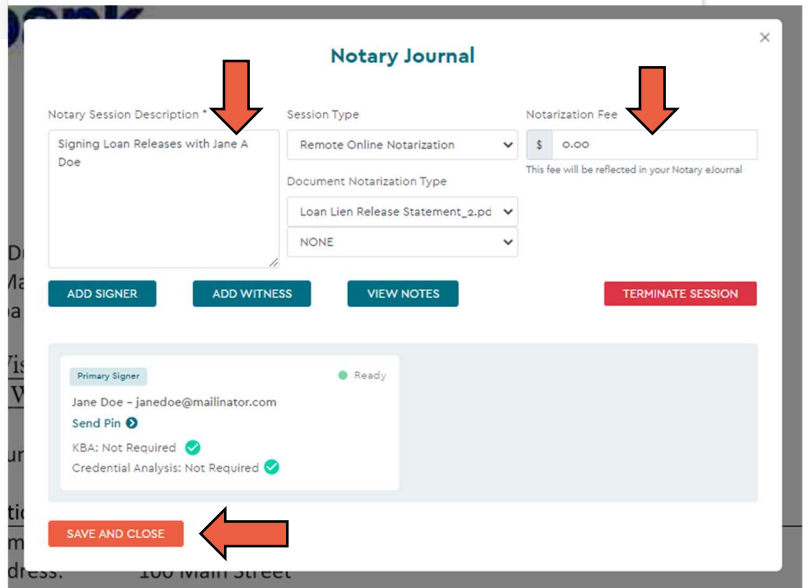 bank
×
Notary Journal
Notary Session Description *
Signing Loan Releases with Jane A
Doe
Session Type
Remote Online Notarization
Document Notarization Type
Loan Lien Release Statement_2.pd
NONE
Notarization Fee
$ 0.00
This fee will be reflected in your Notary eJournal
ADD SIGNER
ADD WITNESS
VIEW NOTES
TERMINATE SESSION
Primary Signer
Ready
Jane Doe - janedoe@mailinator.com
Send Pin
KBA: Not Required
Credential Analysis: Not Required
SAVE AND CLOSE
100 Main Street